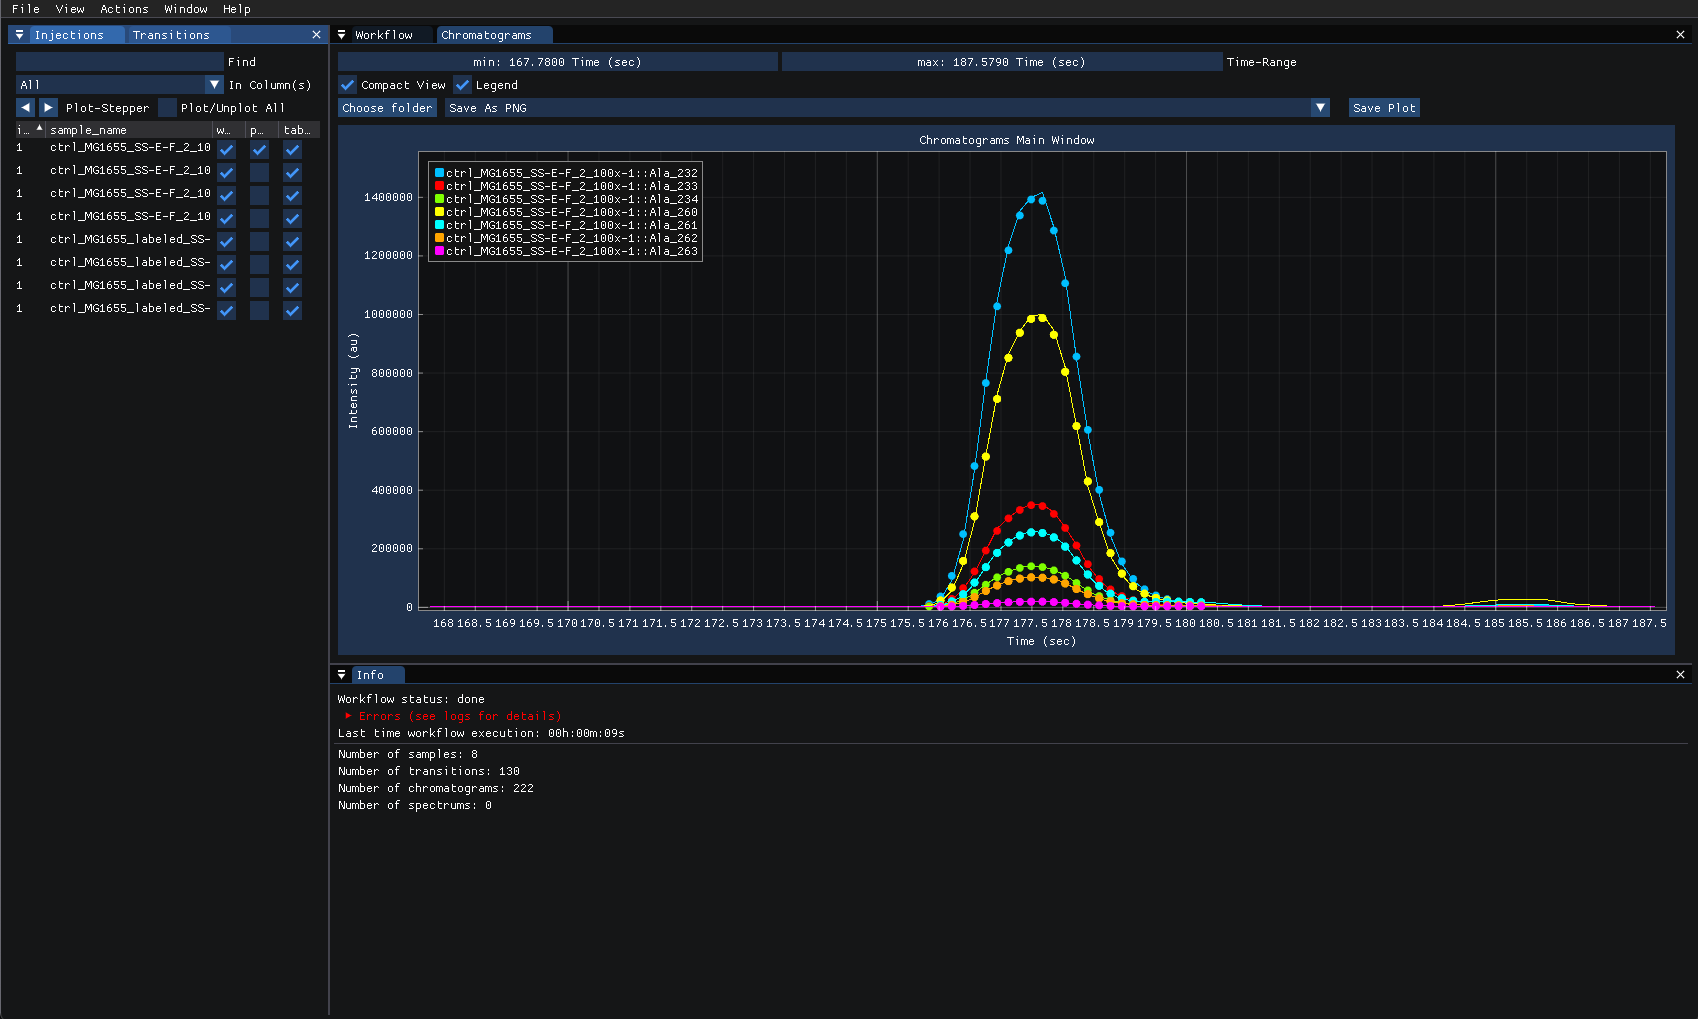 File View Actions Window Help
Injections Transitions
Find
All In Column(s)
Plot-Stepper Plot/Unplot All
i… sample_name w… p… tab…
1 ctrl_MG1655_SS-E-F_2_10
1 ctrl_MG1655_SS-E-F_2_10
1 ctrl_MG1655_SS-E-F_2_10
1 ctrl_MG1655_SS-E-F_2_10
1 ctrl_MG1655_labeled_SS-
1 ctrl_MG1655_labeled_SS-
1 ctrl_MG1655_labeled_SS-
1 ctrl_MG1655_labeled_SS-
Workflow Chromatograms
min: 167.7800 Time (sec) max: 187.5790 Time (sec) Time-Range
Compact View Legend
Choose folder Save As PNG Save Plot
Chromatograms Main Window
ctrl_MG1655_SS-E-F_2_100x-1::Ala_232
ctrl_MG1655_SS-E-F_2_100x-1::Ala_233
ctrl_MG1655_SS-E-F_2_100x-1::Ala_234
ctrl_MG1655_SS-E-F_2_100x-1::Ala_260
ctrl_MG1655_SS-E-F_2_100x-1::Ala_261
ctrl_MG1655_SS-E-F_2_100x-1::Ala_262
ctrl_MG1655_SS-E-F_2_100x-1::Ala_263
Intensity (au)
1400000
1200000
1000000
800000
600000
400000
200000
0
168 168.5 169 169.5 170 170.5 171 171.5 172 172.5 173 173.5 174 174.5 175 175.5 176 176.5 177 177.5 178 178.5 179 179.5 180 180.5 181 181.5 182 182.5 183 183.5 184 184.5 185 185.5 186 186.5 187 187.5
Time (sec)
Info
Workflow status: done
Errors (see logs for details)
Last time workflow execution: 00h:00m:09s
Number of samples: 8
Number of transitions: 130
Number of chromatograms: 222
Number of spectrums: 0